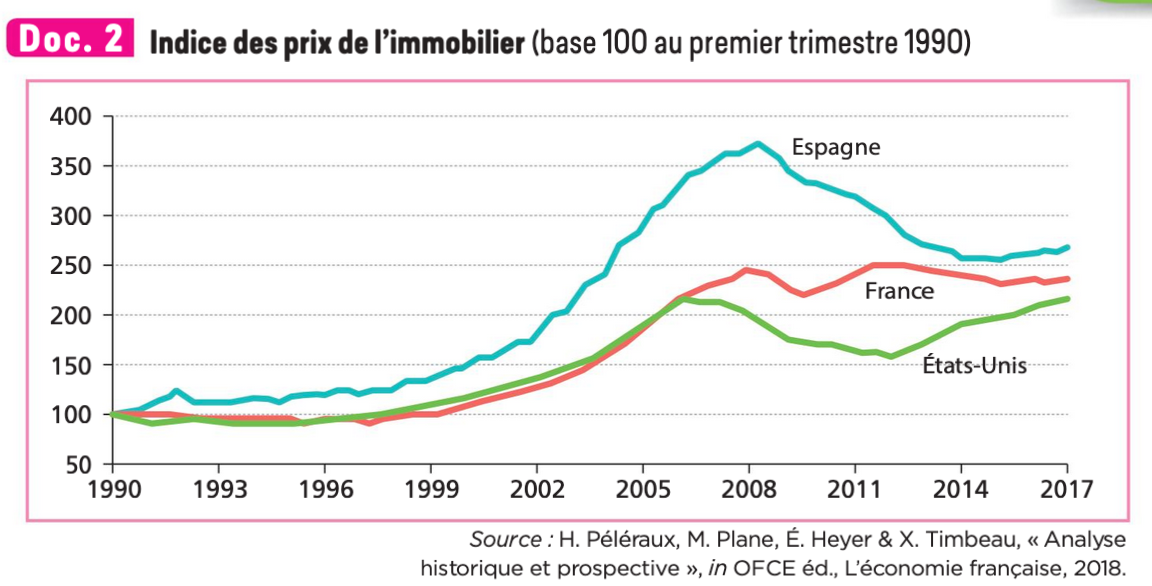 Doc. 2 Indice des prix de l'immobilier (base 100 au premier trimestre 1990)
400
350
300
250
200
150
100
50
Espagne
France
États-Unis
1990 1993 1996 1999 2002 2005 2008 2011 2014 2017
Source : H. Péléraux, M. Plane, É. Heyer & X. Timbeau, « Analyse
historique et prospective », in OFCE éd., L'économie française, 2018.